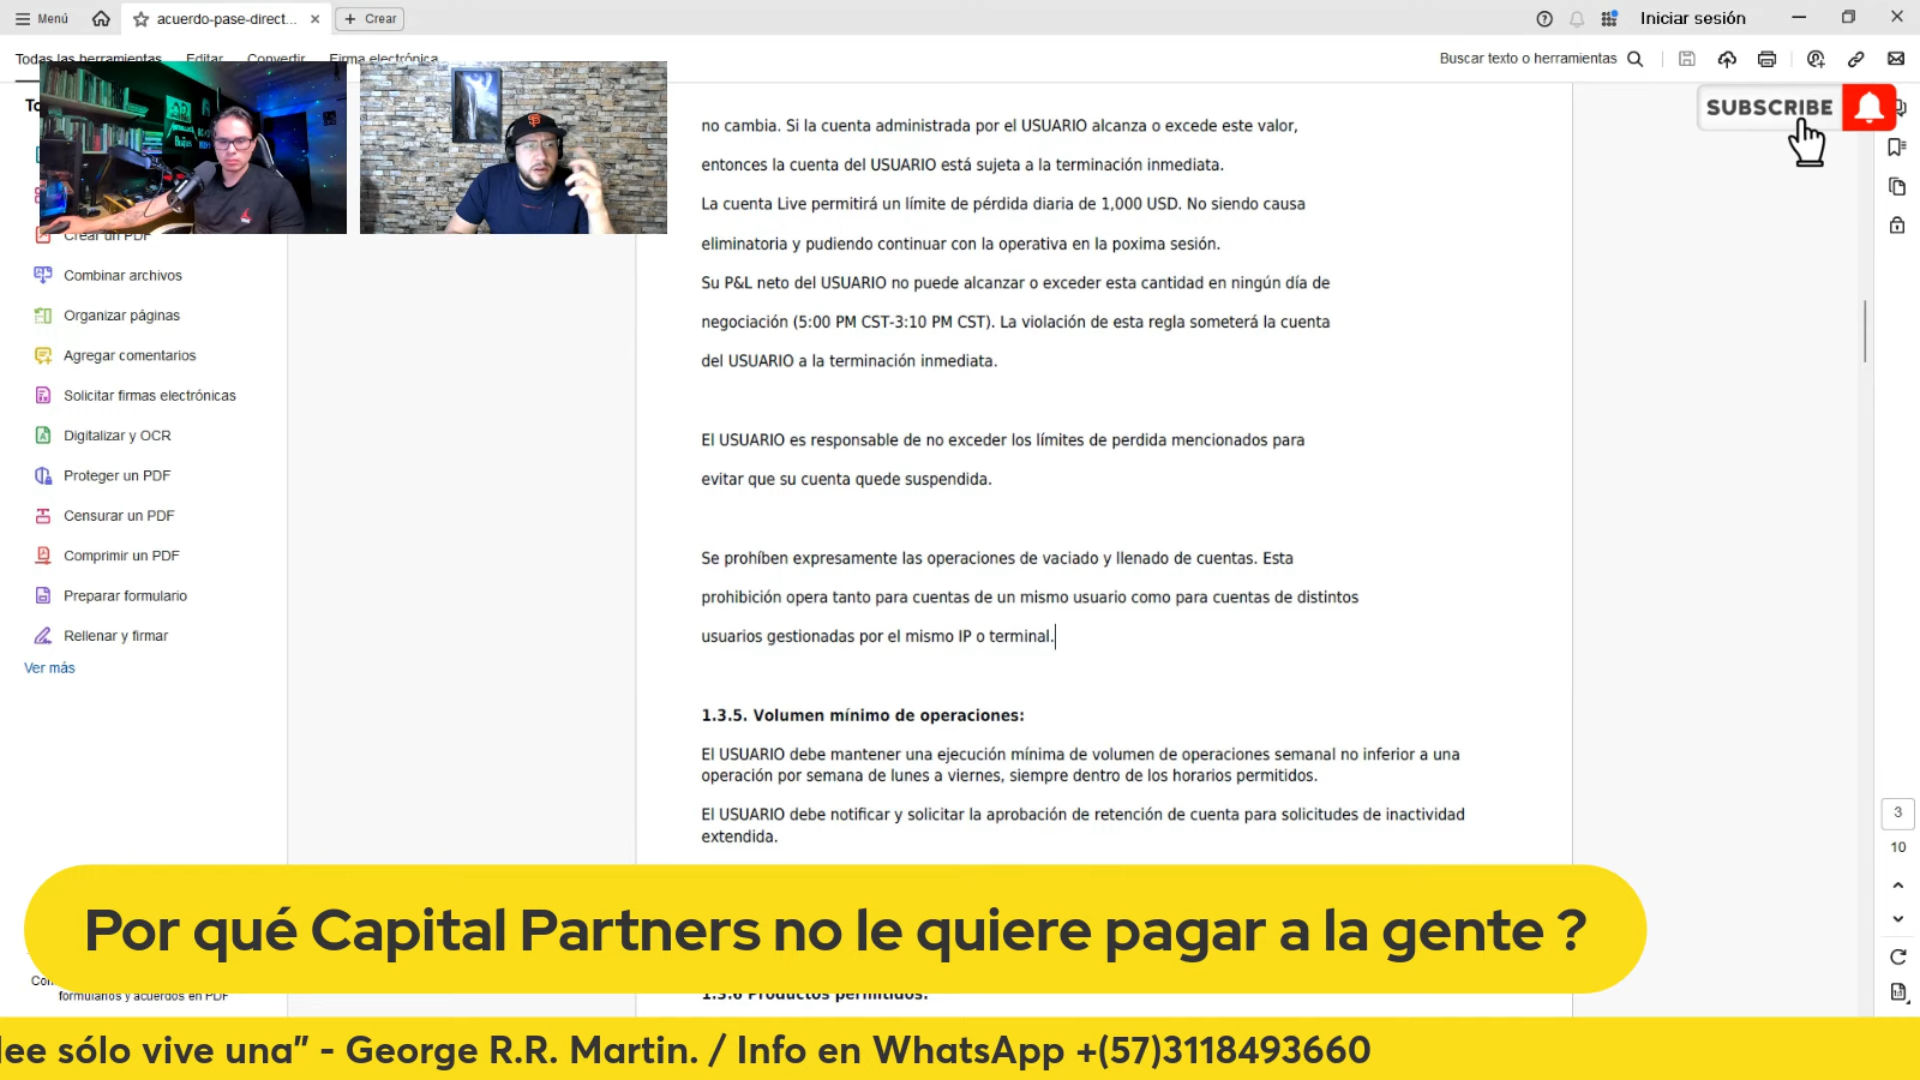 Menú
acuerdo-pase-direct...
Crear
Iniciar sesión
Todas las herramientas
Editar
Convertir
Firma electrónica
Buscar texto o herramientas
SUBSCRIBE
Crear un PDF
Combinar archivos
Organizar páginas
Agregar comentarios
Solicitar firmas electrónicas
Digitalizar y OCR
Proteger un PDF
Censurar un PDF
Comprimir un PDF
Preparar formulario
Rellenar y firmar
Ver más
formularios y acuerdos en PDF
no cambia. Si la cuenta administrada por el USUARIO alcanza o excede este valor,
entonces la cuenta del USUARIO está sujeta a la terminación inmediata.
La cuenta Live permitirá un límite de pérdida diaria de 1,000 USD. No siendo causa
eliminatoria y pudiendo continuar con la operativa en la poxima sesión.
Su P&L neto del USUARIO no puede alcanzar o exceder esta cantidad en ningún día de
negociación (5:00 PM CST-3:10 PM CST). La violación de esta regla someterá la cuenta
del USUARIO a la terminación inmediata.
El USUARIO es responsable de no exceder los límites de perdida mencionados para
evitar que su cuenta quede suspendida.
Se prohíben expresamente las operaciones de vaciado y llenado de cuentas. Esta
prohibición opera tanto para cuentas de un mismo usuario como para cuentas de distintos
usuarios gestionadas por el mismo IP o terminal.
1.3.5. Volumen mínimo de operaciones:
El USUARIO debe mantener una ejecución mínima de volumen de operaciones semanal no inferior a una
operación por semana de lunes a viernes, siempre dentro de los horarios permitidos.
El USUARIO debe notificar y solicitar la aprobación de retención de cuenta para solicitudes de inactividad
extendida.
1.3.6 Productos permitidos:
3
10
Por qué Capital Partners no le quiere pagar a la gente ?
lee sólo vive una" - George R.R. Martin. / Info en WhatsApp +(57)3118493660